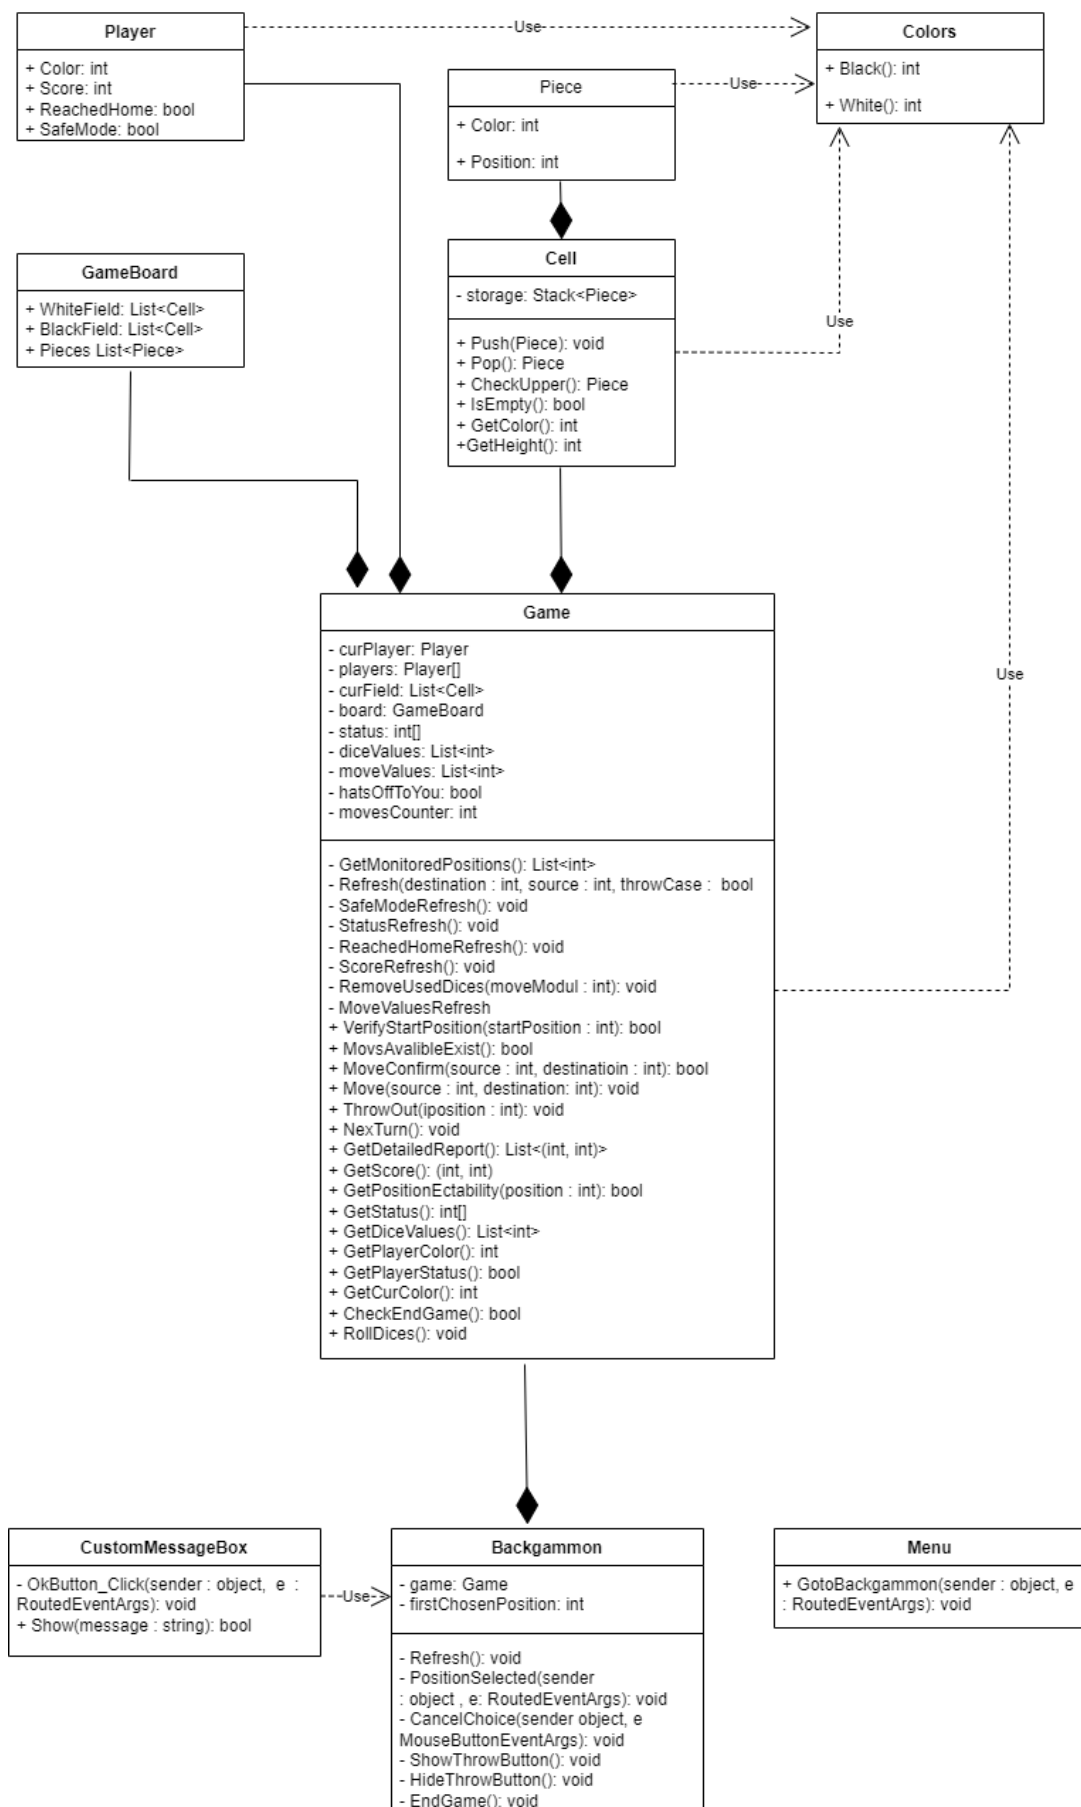 Player
+ Color: int
+ Score: int
+ ReachedHome: bool
+ SafeMode: bool
Use
Colors
+ Black(): int
+ White(): int
Piece
+ Color: int
+ Position: int
Use
GameBoard
+ WhiteField: List<Cell>
+ BlackField: List<Cell>
+ Pieces List<Piece>
Cell
- storage: Stack<Piece>
+ Push(Piece): void
+ Pop(): Piece
+ CheckUpper(): Piece
+ IsEmpty(): bool
+ GetColor(): int
+GetHeight(): int
Use
Game
- curPlayer: Player
- players: Player[]
- curField: List<Cell>
- board: GameBoard
- status: int[]
- diceValues: List<int>
- moveValues: List<int>
- hatsOffToYou: bool
- movesCounter: int
- GetMonitoredPositions(): List<int>
- Refresh(destination : int, source : int, throwCase :  bool
- SafeModeRefresh(): void
- StatusRefresh(): void
- ReachedHomeRefresh(): void
- ScoreRefresh(): void
- RemoveUsedDices(moveModul : int): void
- MoveValuesRefresh
+ VerifyStartPosition(startPosition : int): bool
+ MovsAvalibleExist(): bool
+ MoveConfirm(source : int, destinatioin : int): bool
+ Move(source : int, destination: int): void
+ ThrowOut(iposition : int): void
+ NexTurn(): void
+ GetDetailedReport(): List<(int, int)>
+ GetScore(): (int, int)
+ GetPositionEctability(position : int): bool
+ GetStatus(): int[]
+ GetDiceValues(): List<int>
+ GetPlayerColor(): int
+ GetPlayerStatus(): bool
+ GetCurColor(): int
+ CheckEndGame(): bool
+ RollDices(): void
Use
CustomMessageBox
- OkButton_Click(sender : object,  e  :
RoutedEventArgs): void
+ Show(message : string): bool
Use
Backgammon
- game: Game
- firstChosenPosition: int
- Refresh(): void
- PositionSelected(sender
: object , e: RoutedEventArgs): void
- CancelChoice(sender object, e
MouseButtonEventArgs): void
- ShowThrowButton(): void
- HideThrowButton(): void
- EndGame(): void
Menu
+ GotoBackgammon(sender : object, e
: RoutedEventArgs): void